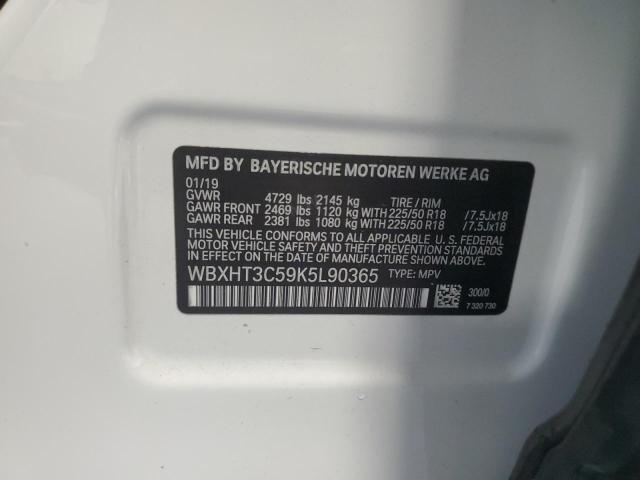 MFD BY BAYERISCHE MOTOREN WERKE AG
01/19
GVWR 4729 lbs 2145 kg TIRE / RIM
GAWR FRONT 2469 lbs 1120 kg WITH 225/50 R18 /7.5Jx18
GAWR REAR 2381 lbs 1080 kg WITH 225/50 R18 /7.5Jx18
THIS VEHICLE CONFORMS TO ALL APPLICABLE U.S. FEDERAL
MOTOR VEHICLE SAFETY, BUMPER, AND THEFT PREVENTION
STANDARDS IN EFFECT ON THE DATE OF MANUFACTURE SHOWN ABOVE.
WBXHT3C59K5L90365 TYPE: MPV
300/0
7 320 730